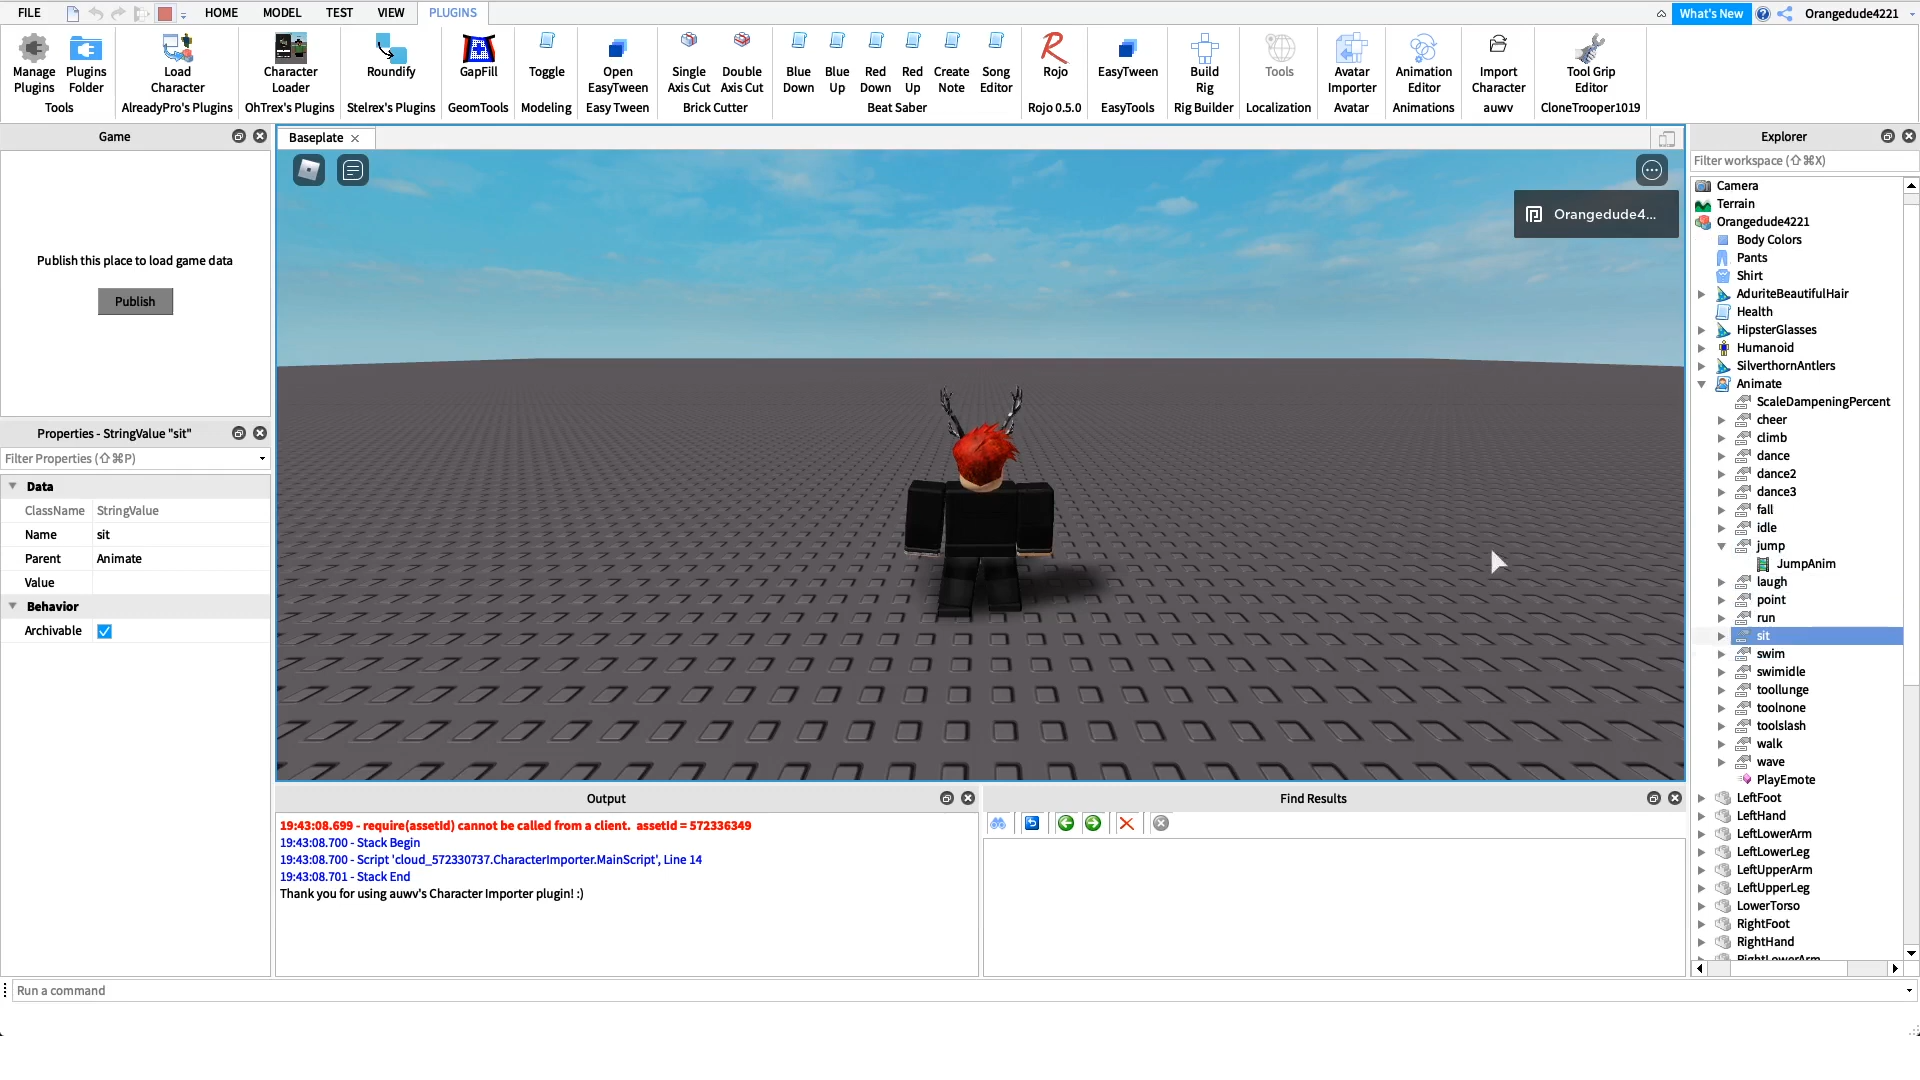 FILE HOME MODEL TEST VIEW PLUGINS What's New Orangedude4221
Manage Plugins
Plugins Folder
Tools
Load Character
AlreadyPro's Plugins
Character Loader
OhTrex's Plugins
Roundify
Stelrex's Plugins
GapFill
GeomTools
Toggle
Modeling
Open EasyTween
Easy Tween
Single Axis Cut
Double Axis Cut
Brick Cutter
Blue Down
Blue Up
Red Down
Red Up
Create Note
Song Editor
Beat Saber
Rojo
Rojo 0.5.0
EasyTween
EasyTools
Build Rig
Rig Builder
Tools
Localization
Avatar Importer
Avatar
Animation Editor
Animations
Import Character
auwv
Tool Grip Editor
CloneTrooper1019
Game
Publish this place to load game data
Publish
Properties - StringValue "sit"
Filter Properties (⇧⌘P)
Data
ClassName StringValue
Name sit
Parent Animate
Value
Behavior
Archivable
Baseplate
Orangedude4...
Output
19:43:08.699 - require(assetId) cannot be called from a client. assetId = 572336349
19:43:08.700 - Stack Begin
19:43:08.700 - Script 'cloud_572330737.CharacterImporter.MainScript', Line 14
19:43:08.701 - Stack End
Thank you for using auwv's Character Importer plugin! :)
Find Results
Explorer
Filter workspace (⇧⌘X)
Camera
Terrain
Orangedude4221
Body Colors
Pants
Shirt
AduriteBeautifulHair
Health
HipsterGlasses
Humanoid
SilverthornAntlers
Animate
ScaleDampeningPercent
cheer
climb
dance
dance2
dance3
fall
idle
jump
JumpAnim
laugh
point
run
sit
swim
swimidle
toollunge
toolnone
toolslash
walk
wave
PlayEmote
LeftFoot
LeftHand
LeftLowerArm
LeftLowerLeg
LeftUpperArm
LeftUpperLeg
LowerTorso
RightFoot
RightHand
RightLowerArm
Run a command